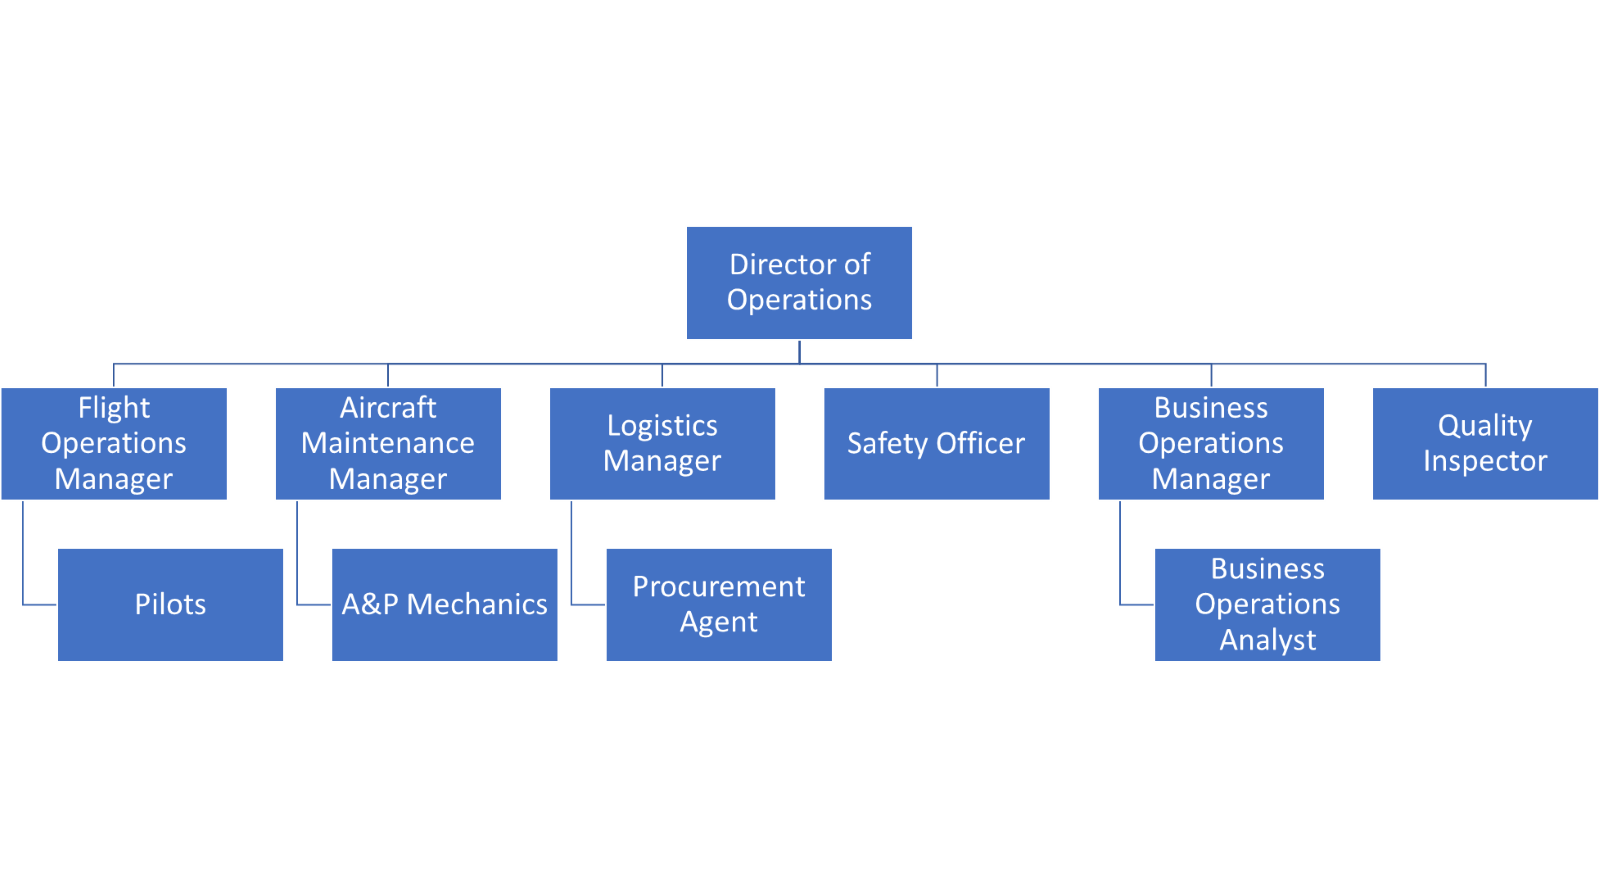 Director of
Operations
Flight
Operations
Manager
Aircraft
Maintenance
Manager
Logistics
Manager
Safety Officer
Business
Operations
Manager
Quality
Inspector
Pilots
A&P Mechanics
Procurement
Agent
Business
Operations
Analyst